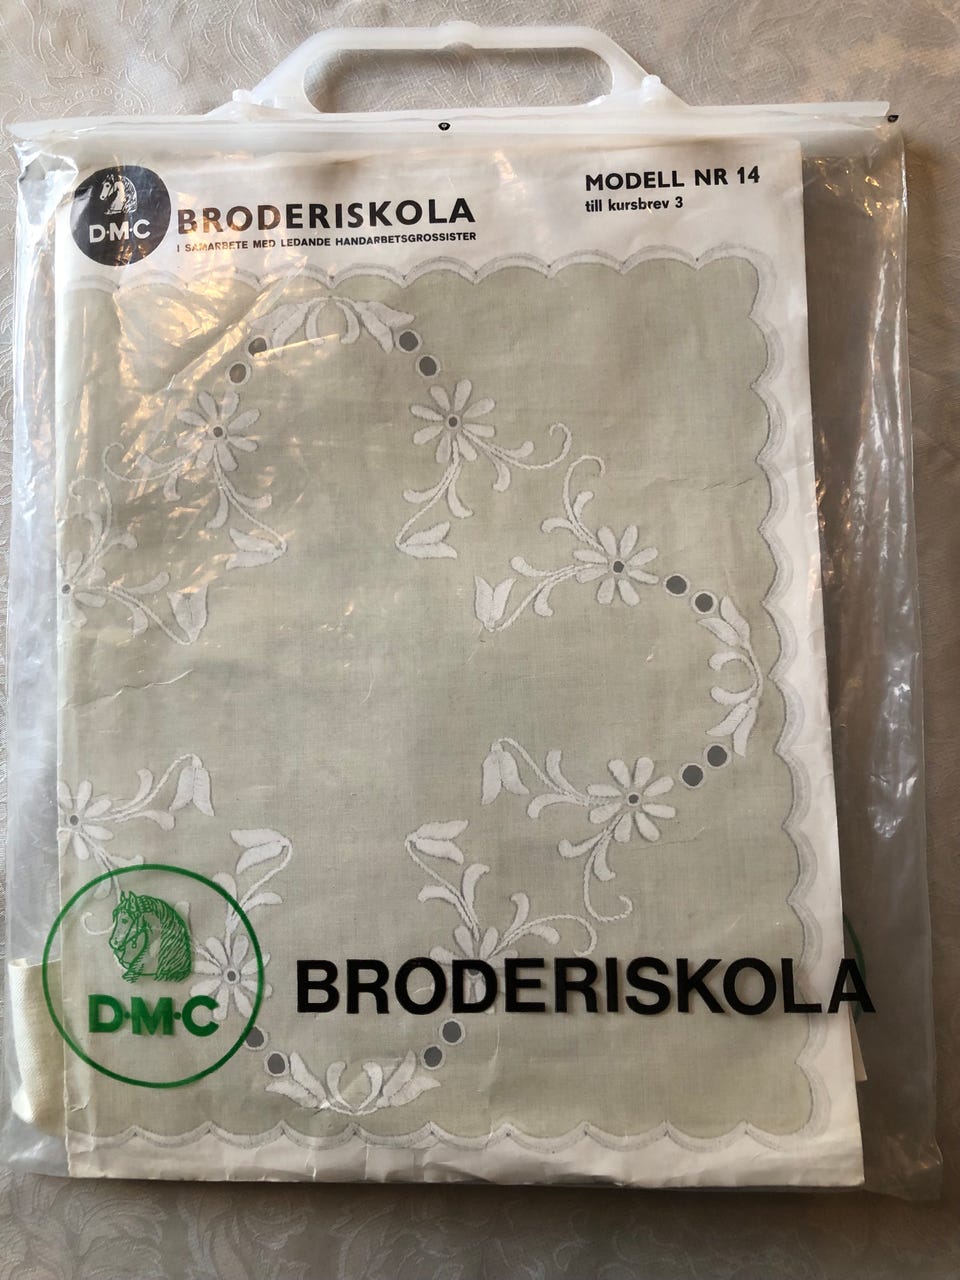 D·M·C
BRODERISKOLA
I SAMARBETE MED LEDANDE HANDARBETSGROSSISTER
MODELL NR 14
till kursbrev 3
D·M·C
BRODERISKOLA